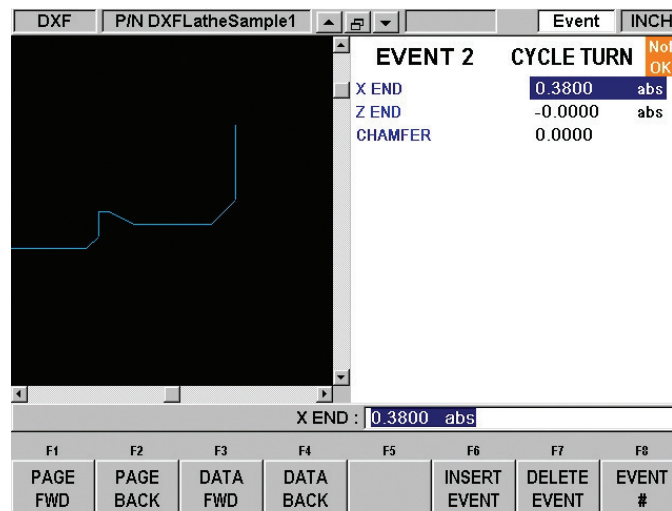 DXF P/N DXFLatheSample1 Event INCH
EVENT 2 CYCLE TURN Not OK
X END 0.3800 abs
Z END -0.0000 abs
CHAMFER 0.0000
X END : 0.3800 abs
F1 F2 F3 F4 F5 F6 F7 F8
PAGE FWD PAGE BACK DATA FWD DATA BACK INSERT EVENT DELETE EVENT EVENT #